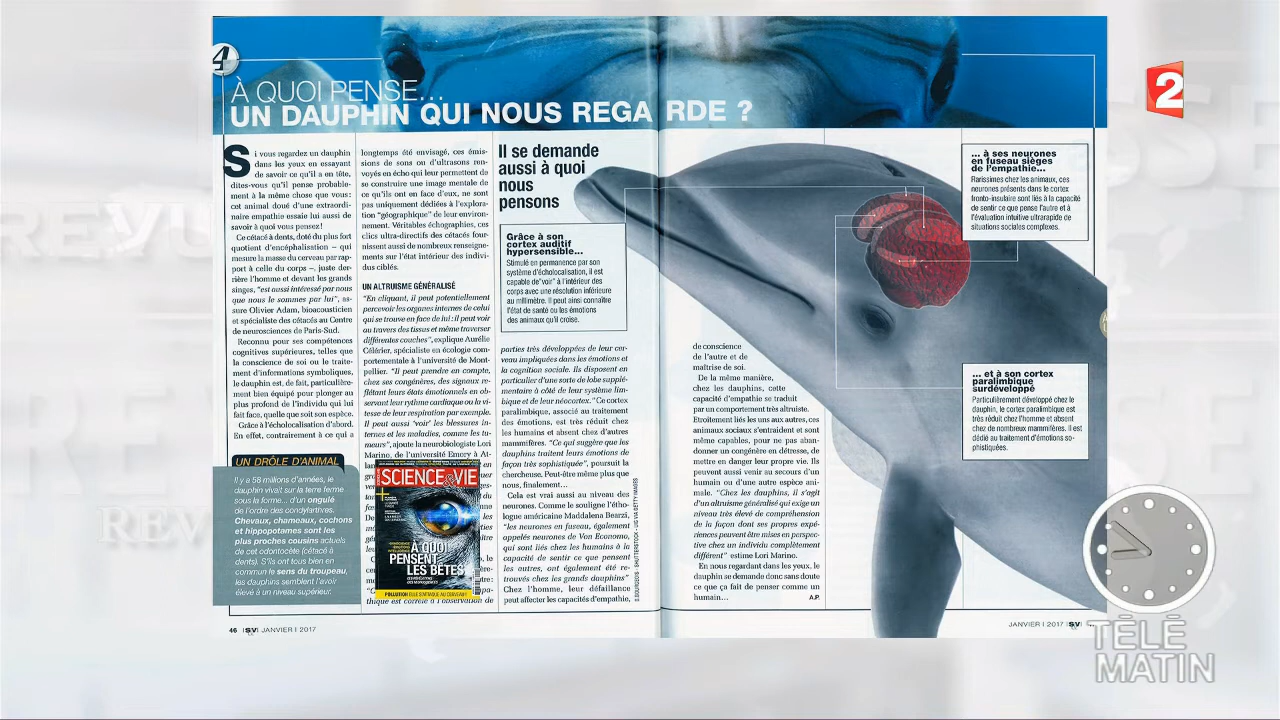 4
À QUOI PENSE...
UN DAUPHIN QUI NOUS REGA RDE ?
Si vous regardez un dauphin
dans les yeux en essayant
de savoir ce qu'il a en tête,
dites-vous qu'il pense probable-
ment à la même chose que vous :
cet animal doué d'une extraordi-
naire empathie essaie lui aussi de
savoir à quoi vous pensez !
Ce cétacé à dents, doté du plus fort
quotient d'encéphalisation – qui
mesure la masse du cerveau par rap-
port à celle du corps –, juste der-
rière l'homme et devant les grands
singes, "est aussi intéressé par nous
que nous le sommes par lui", as-
sure Olivier Adam, bioacousticien
et spécialiste des cétacés au Centre
de neurosciences de Paris-Sud.
Reconnu pour ses compétences
cognitives supérieures, telles que
la conscience de soi ou le traite-
ment d'informations symboliques,
le dauphin est, de fait, particulière-
ment bien équipé pour plonger au
plus profond de l'individu qui lui
fait face, quelle que soit son espèce.
Grâce à l'écholocalisation d'abord.
En effet, contrairement à ce qui a
UN DRÔLE D'ANIMAL
Il y a 58 millions d'années, le
dauphin vivait sur la terre ferme
sous la forme... d'un ongulé
de l'ordre des condylartres.
Chevaux, chameaux, cochons
et hippopotames sont les
plus proches cousins actuels
de cet odontocète (cétacé à
dents). S'ils ont tous bien en
commun le sens du troupeau,
les dauphins semblent l'avoir
élevé à un niveau supérieur.
longtemps été envisagé, ces émis-
sions de sons ou d'ultrasons ren-
voyés en écho qui leur permettent de
se construire une image mentale de
ce qu'ils ont en face d'eux, ne sont
pas uniquement dédiées à l'explora-
tion "géographique" de leur environ-
nement. Véritables échographies, ces
clics ultra-directifs des cétacés four-
nissent aussi de nombreux renseigne-
ments sur l'état intérieur des indivi-
dus ciblés.
UN ALTRUISME GÉNÉRALISÉ
"En cliquant, il peut potentiellement
percevoir les organes internes de celui
qui se trouve en face de lui : il peut voir
au travers des tissus et même traverser
différentes couches", explique Aurélie
Célérier, spécialiste en écologie com-
portementale à l'université de Mont-
pellier. "Il peut prendre en compte,
chez ses congénères, des signaux re-
flétant leurs états émotionnels en ob-
servant leur rythme cardiaque ou la vi-
tesse de leur respiration par exemple.
Il peut aussi 'voir' les blessures in-
ternes et les maladies, comme les tu-
meurs", ajoute la neurobiologiste Lori
Marino, de l'université Emory à At-
SCIENCE & VIE
À QUOI
PENSENT
LES BÊTES
POLLUTION ELLE S'ATTAQUE AU CERVEAU !
thique est corrélé à l'observation de
Il se demande
aussi à quoi
nous
pensons
Grâce à son
cortex auditif
hypersensible...
Stimulé en permanence par son
système d'écholocalisation, il est
capable de "voir" à l'intérieur des
corps avec une résolution inférieure
au millimètre. Il peut ainsi connaître
l'état de santé ou les émotions
des animaux qu'il croise.
parties très développées de leur cer-
veau impliquées dans les émotions et
la cognition sociale. Ils disposent en
particulier d'une sorte de lobe supplé-
mentaire à côté de leur système lim-
bique et de leur néocortex." Ce cortex
paralimbique, associé au traitement
des émotions, est très réduit chez
les humains et absent chez d'autres
mammifères. "Ce qui suggère que les
dauphins traitent leurs émotions de
façon très sophistiquée", poursuit la
chercheuse. Peut-être même plus que
nous, finalement...
Cela est vrai aussi au niveau des
neurones. Comme le souligne l'étho-
logue américaine Maddalena Bearzi,
"les neurones en fuseau, également
appelés neurones de Von Economo,
qui sont liés chez les humains à la
capacité de sentir ce que pensent
les autres, ont également été re-
trouvés chez les grands dauphins"
Chez l'homme, leur défaillance
peut affecter les capacités d'empathie,
de conscience
de l'autre et de
maîtrise de soi.
De la même manière,
chez les dauphins, cette
capacité d'empathie se traduit
par un comportement très altruiste.
Etroitement liés les uns aux autres, ces
animaux sociaux s'entraident et sont
même capables, pour ne pas aban-
donner un congénère en détresse, de
mettre en danger leur propre vie. Ils
peuvent aussi venir au secours d'un
humain ou d'une autre espèce ani-
male. "Chez les dauphins, il s'agit
d'un altruisme généralisé qui exige un
niveau très élevé de compréhension
de la façon dont ses propres expé-
riences peuvent être mises en perspec-
tive chez un individu complètement
différent" estime Lori Marino.
En nous regardant dans les yeux, le
dauphin se demande donc sans doute
ce que ça fait de penser comme un
humain... A.P.
... à ses neurones
en fuseau sièges
de l'empathie...
Rarissimes chez les animaux, ces
neurones présents dans le cortex
fronto-insulaire sont liés à la capacité
de sentir ce que pense l'autre et à
l'évaluation intuitive ultrarapide de
situations sociales complexes.
... et à son cortex
paralimbique
surdéveloppé
Particulièrement développé chez le
dauphin, le cortex paralimbique est
très réduit chez l'homme et absent
chez de nombreux mammifères. Il est
dédié au traitement d'émotions so-
phistiquées.
46 SV JANVIER 2017
JANVIER 2017 SV
2
TÉLÉ
MATIN